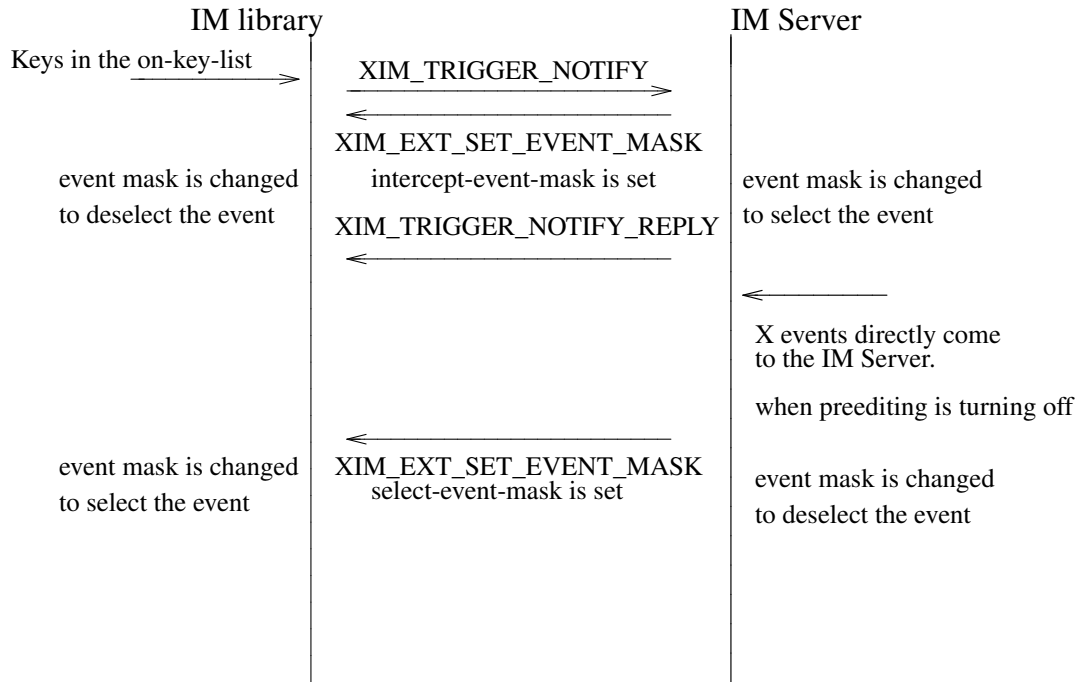 IM library
IM Server
Keys in the on-key-list
XIM_TRIGGER_NOTIFY
XIM_EXT_SET_EVENT_MASK
event mask is changed
to deselect the event
intercept-event-mask is set
event mask is changed
to select the event
XIM_TRIGGER_NOTIFY_REPLY
X events directly come
to the IM Server.
when preediting is turning off
event mask is changed
to select the event
XIM_EXT_SET_EVENT_MASK
select-event-mask is set
event mask is changed
to deselect the event